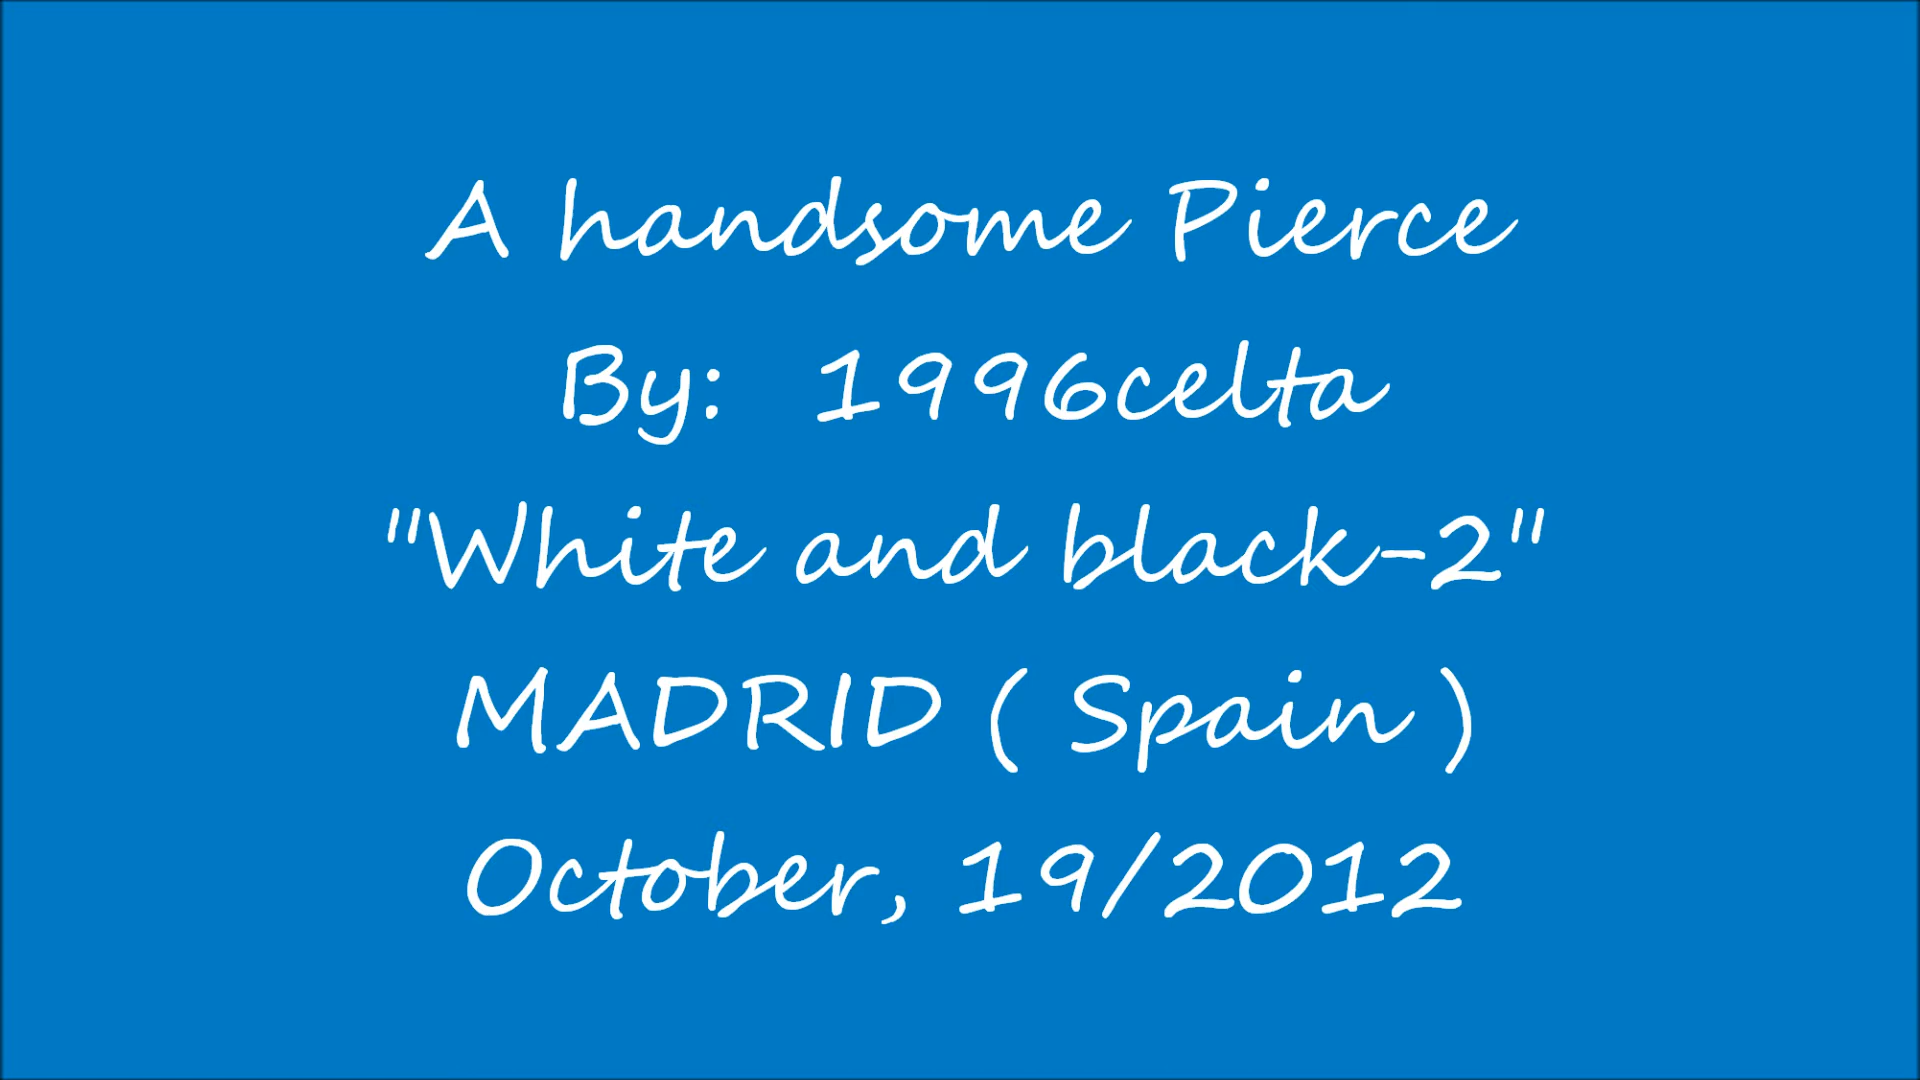 A handsome Pierce
By: 1996celta
"White and black-2"
MADRID ( Spain )
October, 19/2012